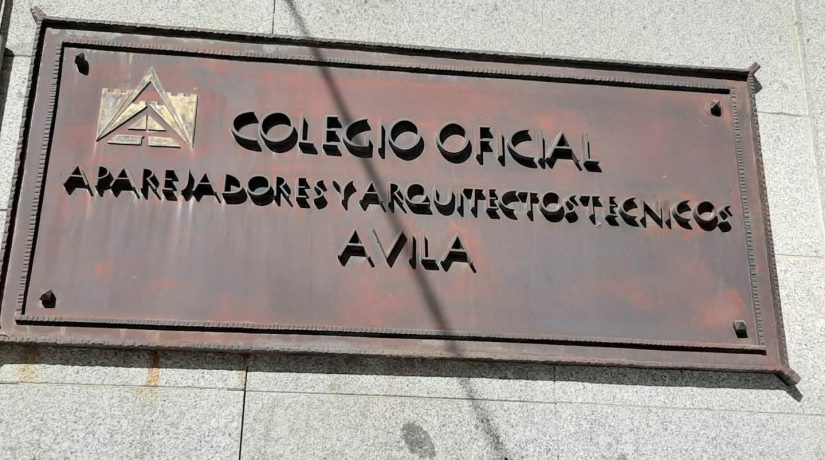 COLEGIO OFICIAL
APAREJADORES Y ARQUITECTOS TECNICOS
AVILA